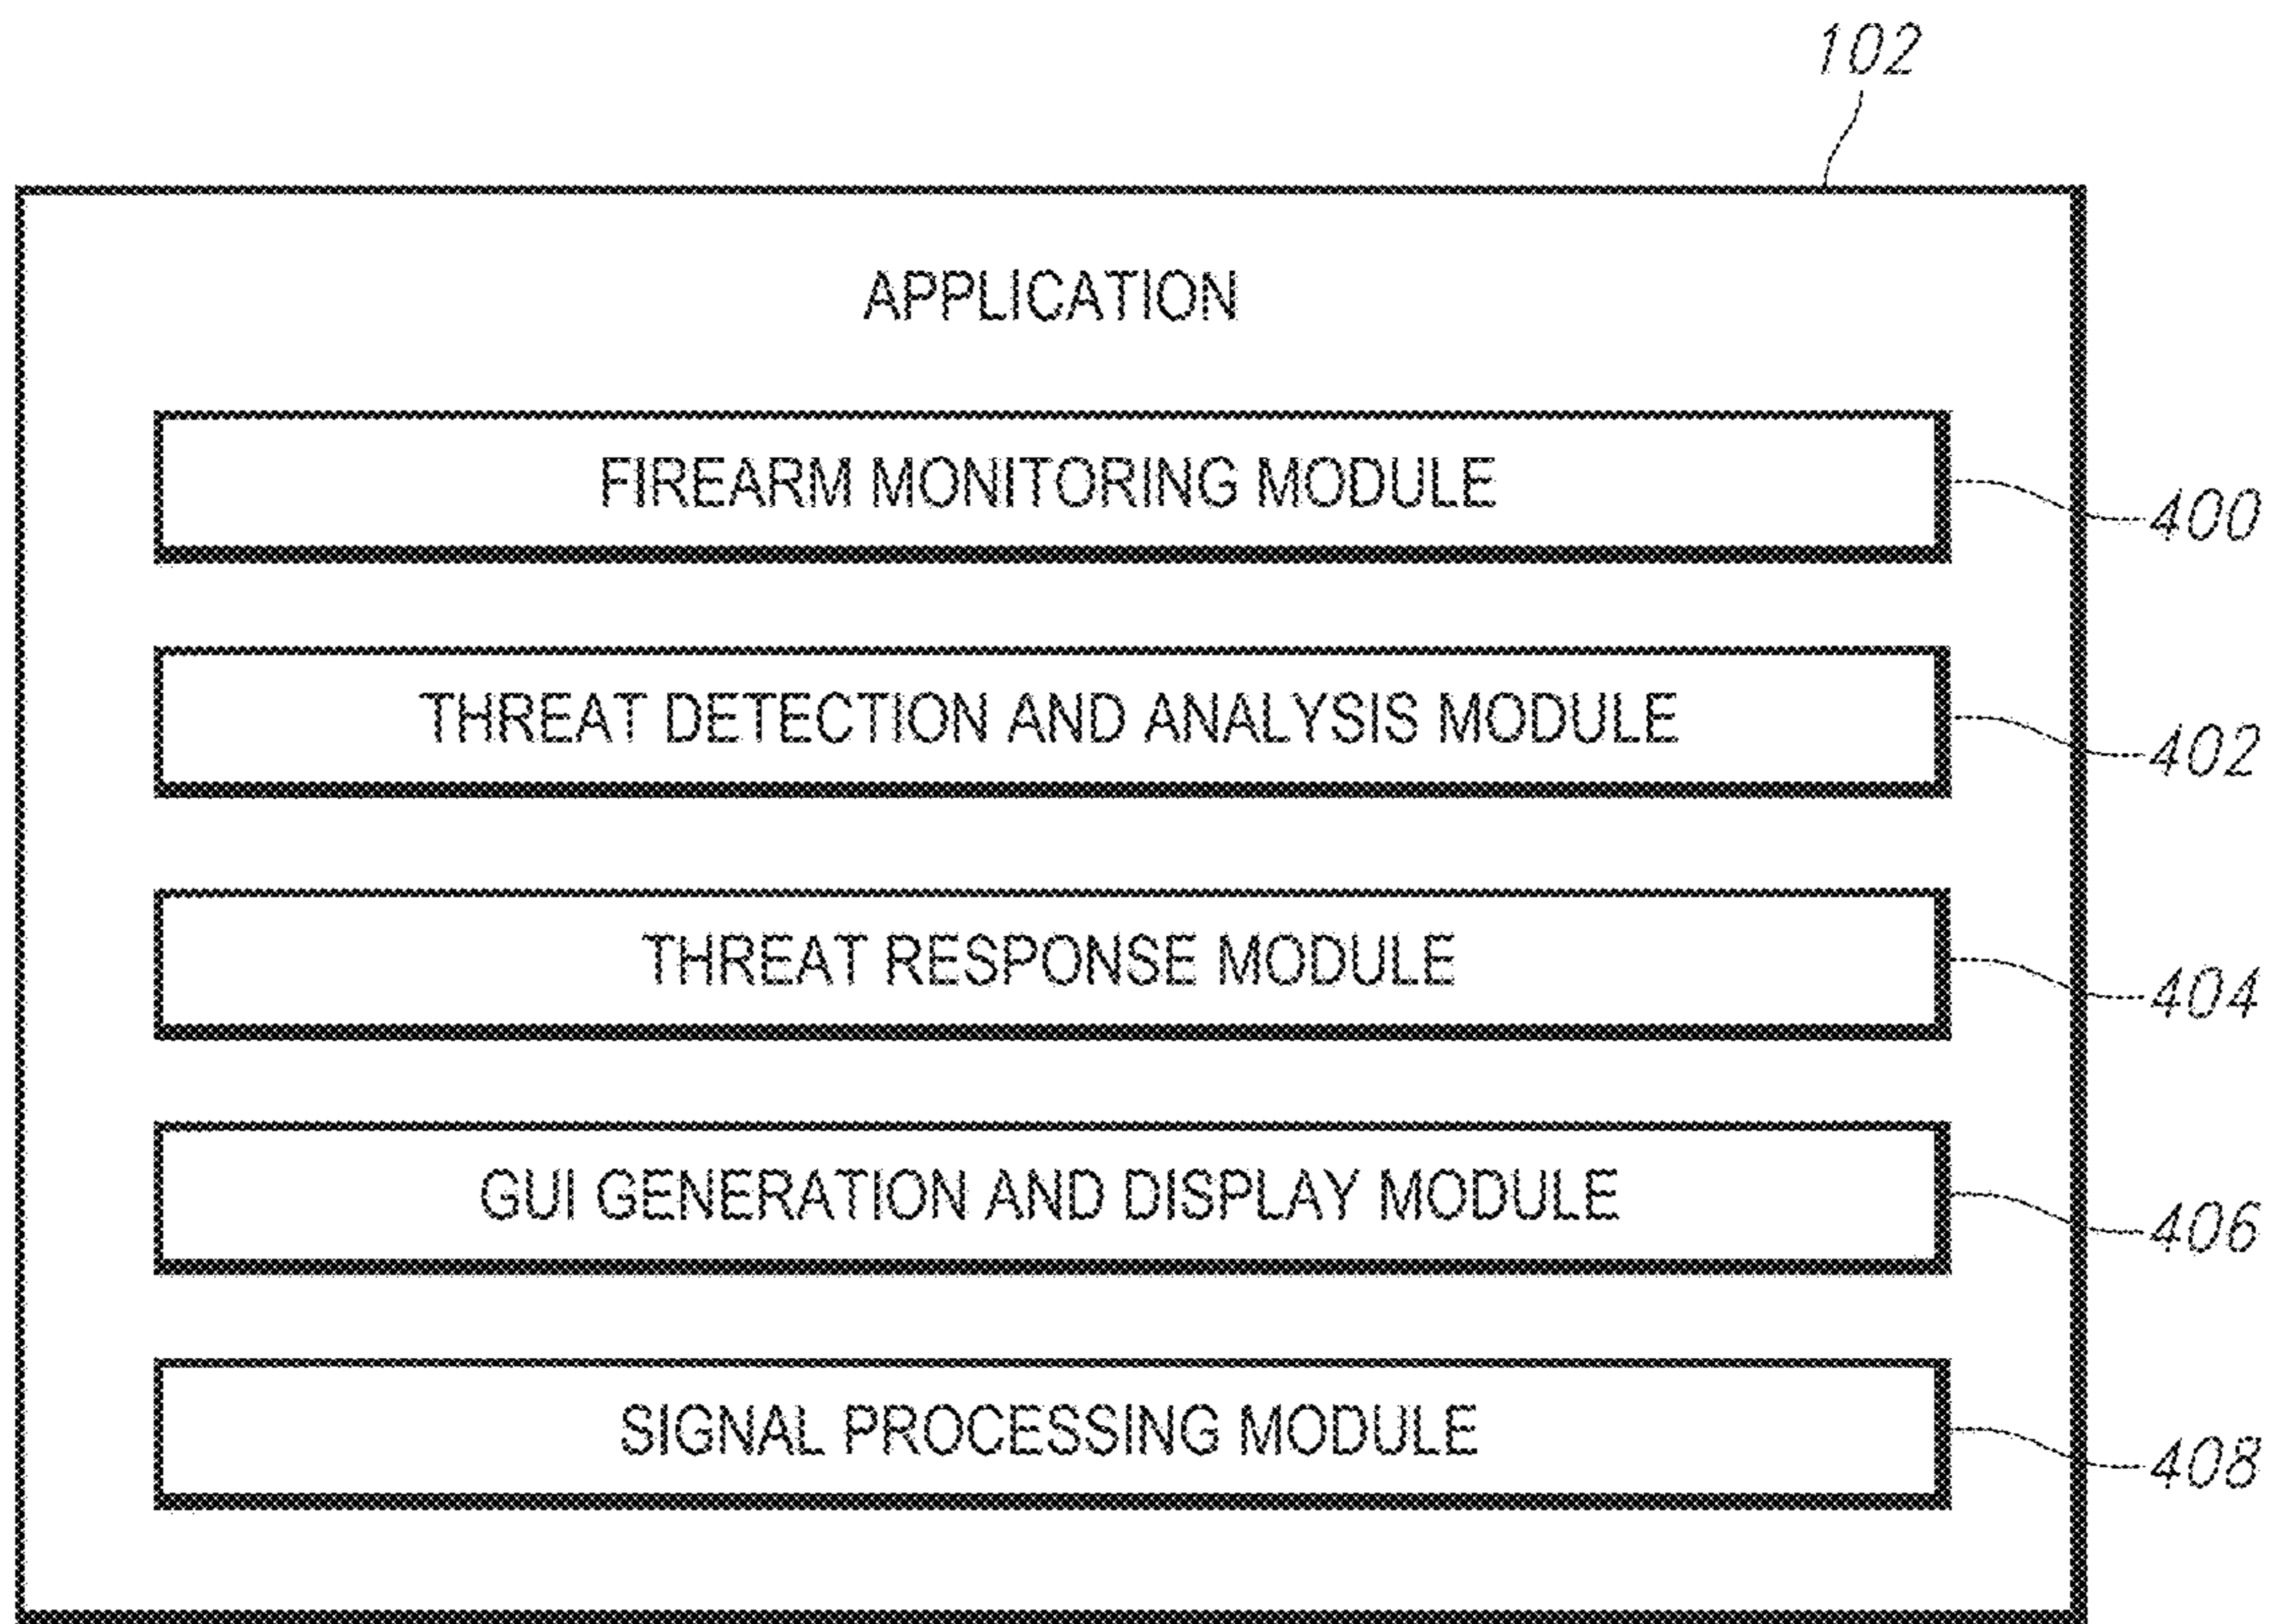 102
APPLICATION
FIREARM MONITORING MODULE
400
THREAT DETECTION AND ANALYSIS MODULE
402
THREAT RESPONSE MODULE
404
GUI GENERATION AND DISPLAY MODULE
406
SIGNAL PROCESSING MODULE
408